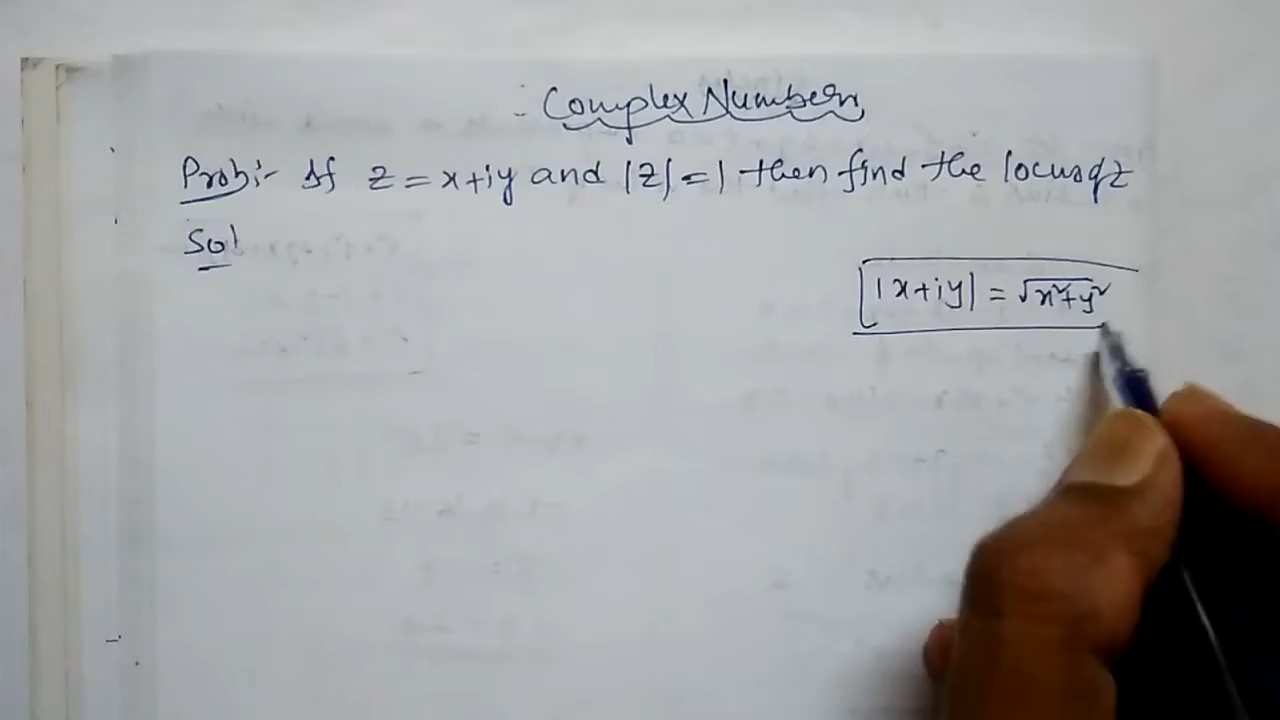 :- Complex Numbers
Prob:- If z = x+iy and |z| = 1 then find the locus of z
Sol
|x+iy| = √x²+y²